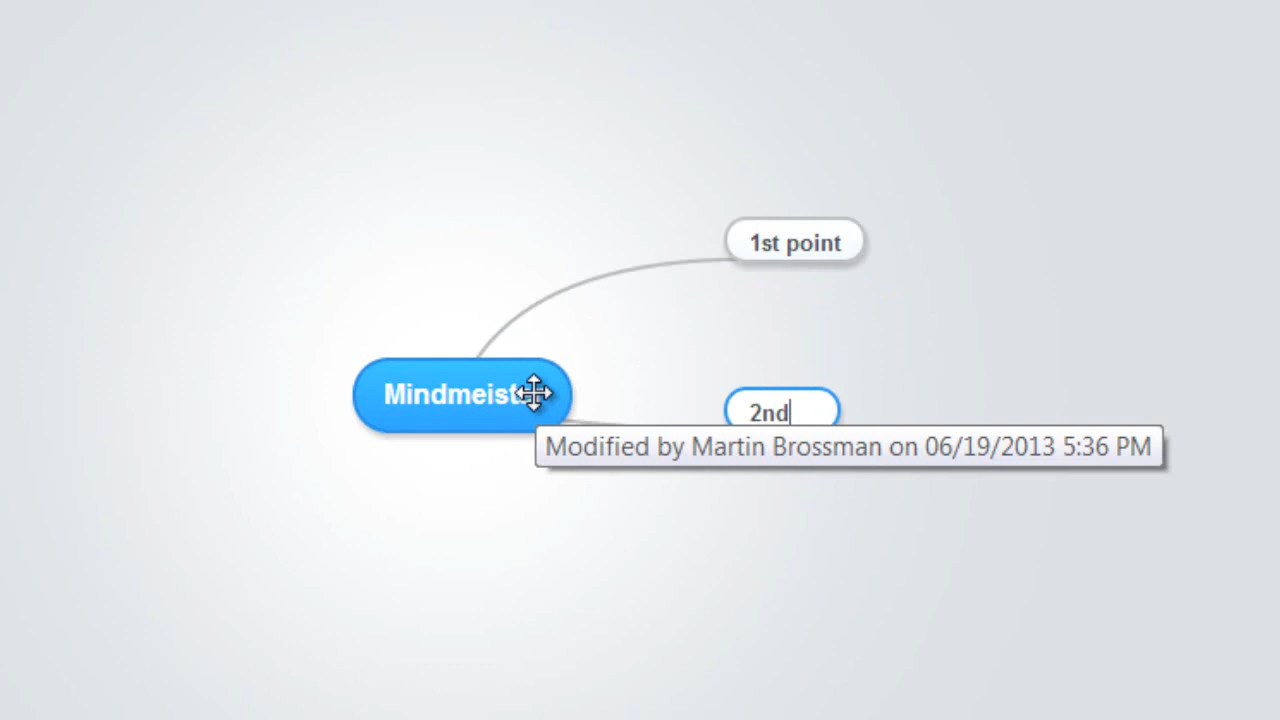 1st point
Mindmeist
2nd
Modified by Martin Brossman on 06/19/2013 5:36 PM